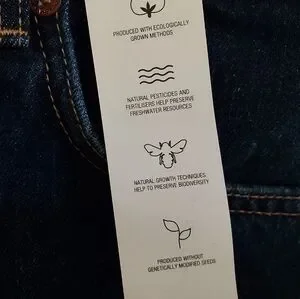 PRODUCED WITH ECOLOGICALLY
GROWN METHODS
NATURAL PESTICIDES AND
FERTILISERS HELP PRESERVE
FRESHWATER RESOURCES
NATURAL GROWTH TECHNIQUES
HELP TO PRESERVE BIODIVERSITY
PRODUCED WITHOUT
GENETICALLY MODIFIED SEEDS